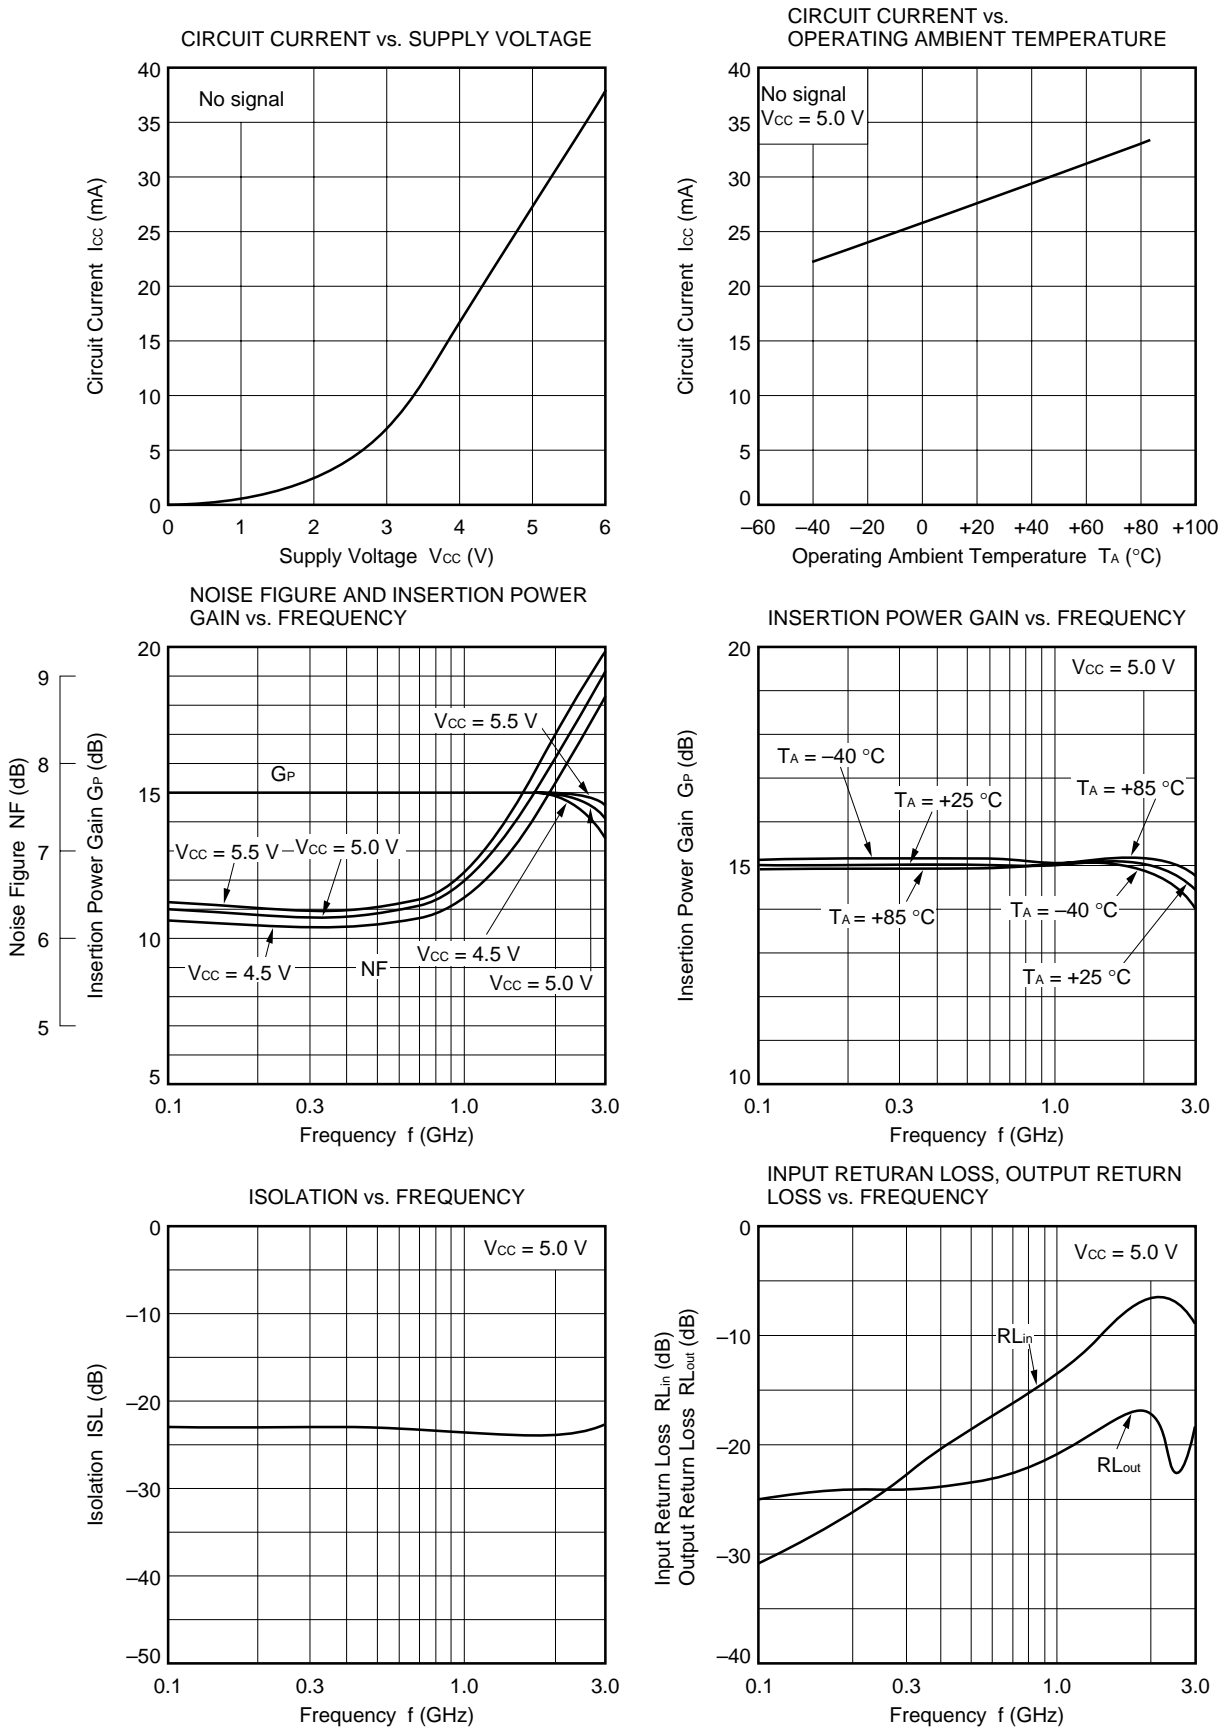 CIRCUIT CURRENT vs. SUPPLY VOLTAGE
40
35
30
25
20
15
10
5
0
No signal
Circuit Current ICC (mA)
0 1 2 3 4 5 6
Supply Voltage VCC (V)
CIRCUIT CURRENT vs.
OPERATING AMBIENT TEMPERATURE
40
35
30
25
20
15
10
5
0
No signal
VCC = 5.0 V
Circuit Current ICC (mA)
–60 –40 –20 0 +20 +40 +60 +80 +100
Operating Ambient Temperature TA (°C)
NOISE FIGURE AND INSERTION POWER
GAIN vs. FREQUENCY
9
8
7
6
5
Noise Figure NF (dB)
Insertion Power Gain GP (dB)
20
15
10
5
VCC = 5.5 V
GP
VCC = 5.5 V
VCC = 5.0 V
VCC = 4.5 V
VCC = 4.5 V
NF
VCC = 5.0 V
0.1 0.3 1.0 3.0
Frequency f (GHz)
INSERTION POWER GAIN vs. FREQUENCY
20
15
10
Insertion Power Gain GP (dB)
VCC = 5.0 V
TA = –40 °C
TA = +25 °C
TA = +85 °C
TA = +85 °C
TA = –40 °C
TA = +25 °C
0.1 0.3 1.0 3.0
Frequency f (GHz)
ISOLATION vs. FREQUENCY
0
–10
–20
–30
–40
–50
Isolation ISL (dB)
VCC = 5.0 V
0.1 0.3 1.0 3.0
Frequency f (GHz)
INPUT RETURAN LOSS, OUTPUT RETURN
LOSS vs. FREQUENCY
0
–10
–20
–30
–40
Input Return Loss RLin (dB)
Output Return Loss RLout (dB)
VCC = 5.0 V
RLin
RLout
0.1 0.3 1.0 3.0
Frequency f (GHz)